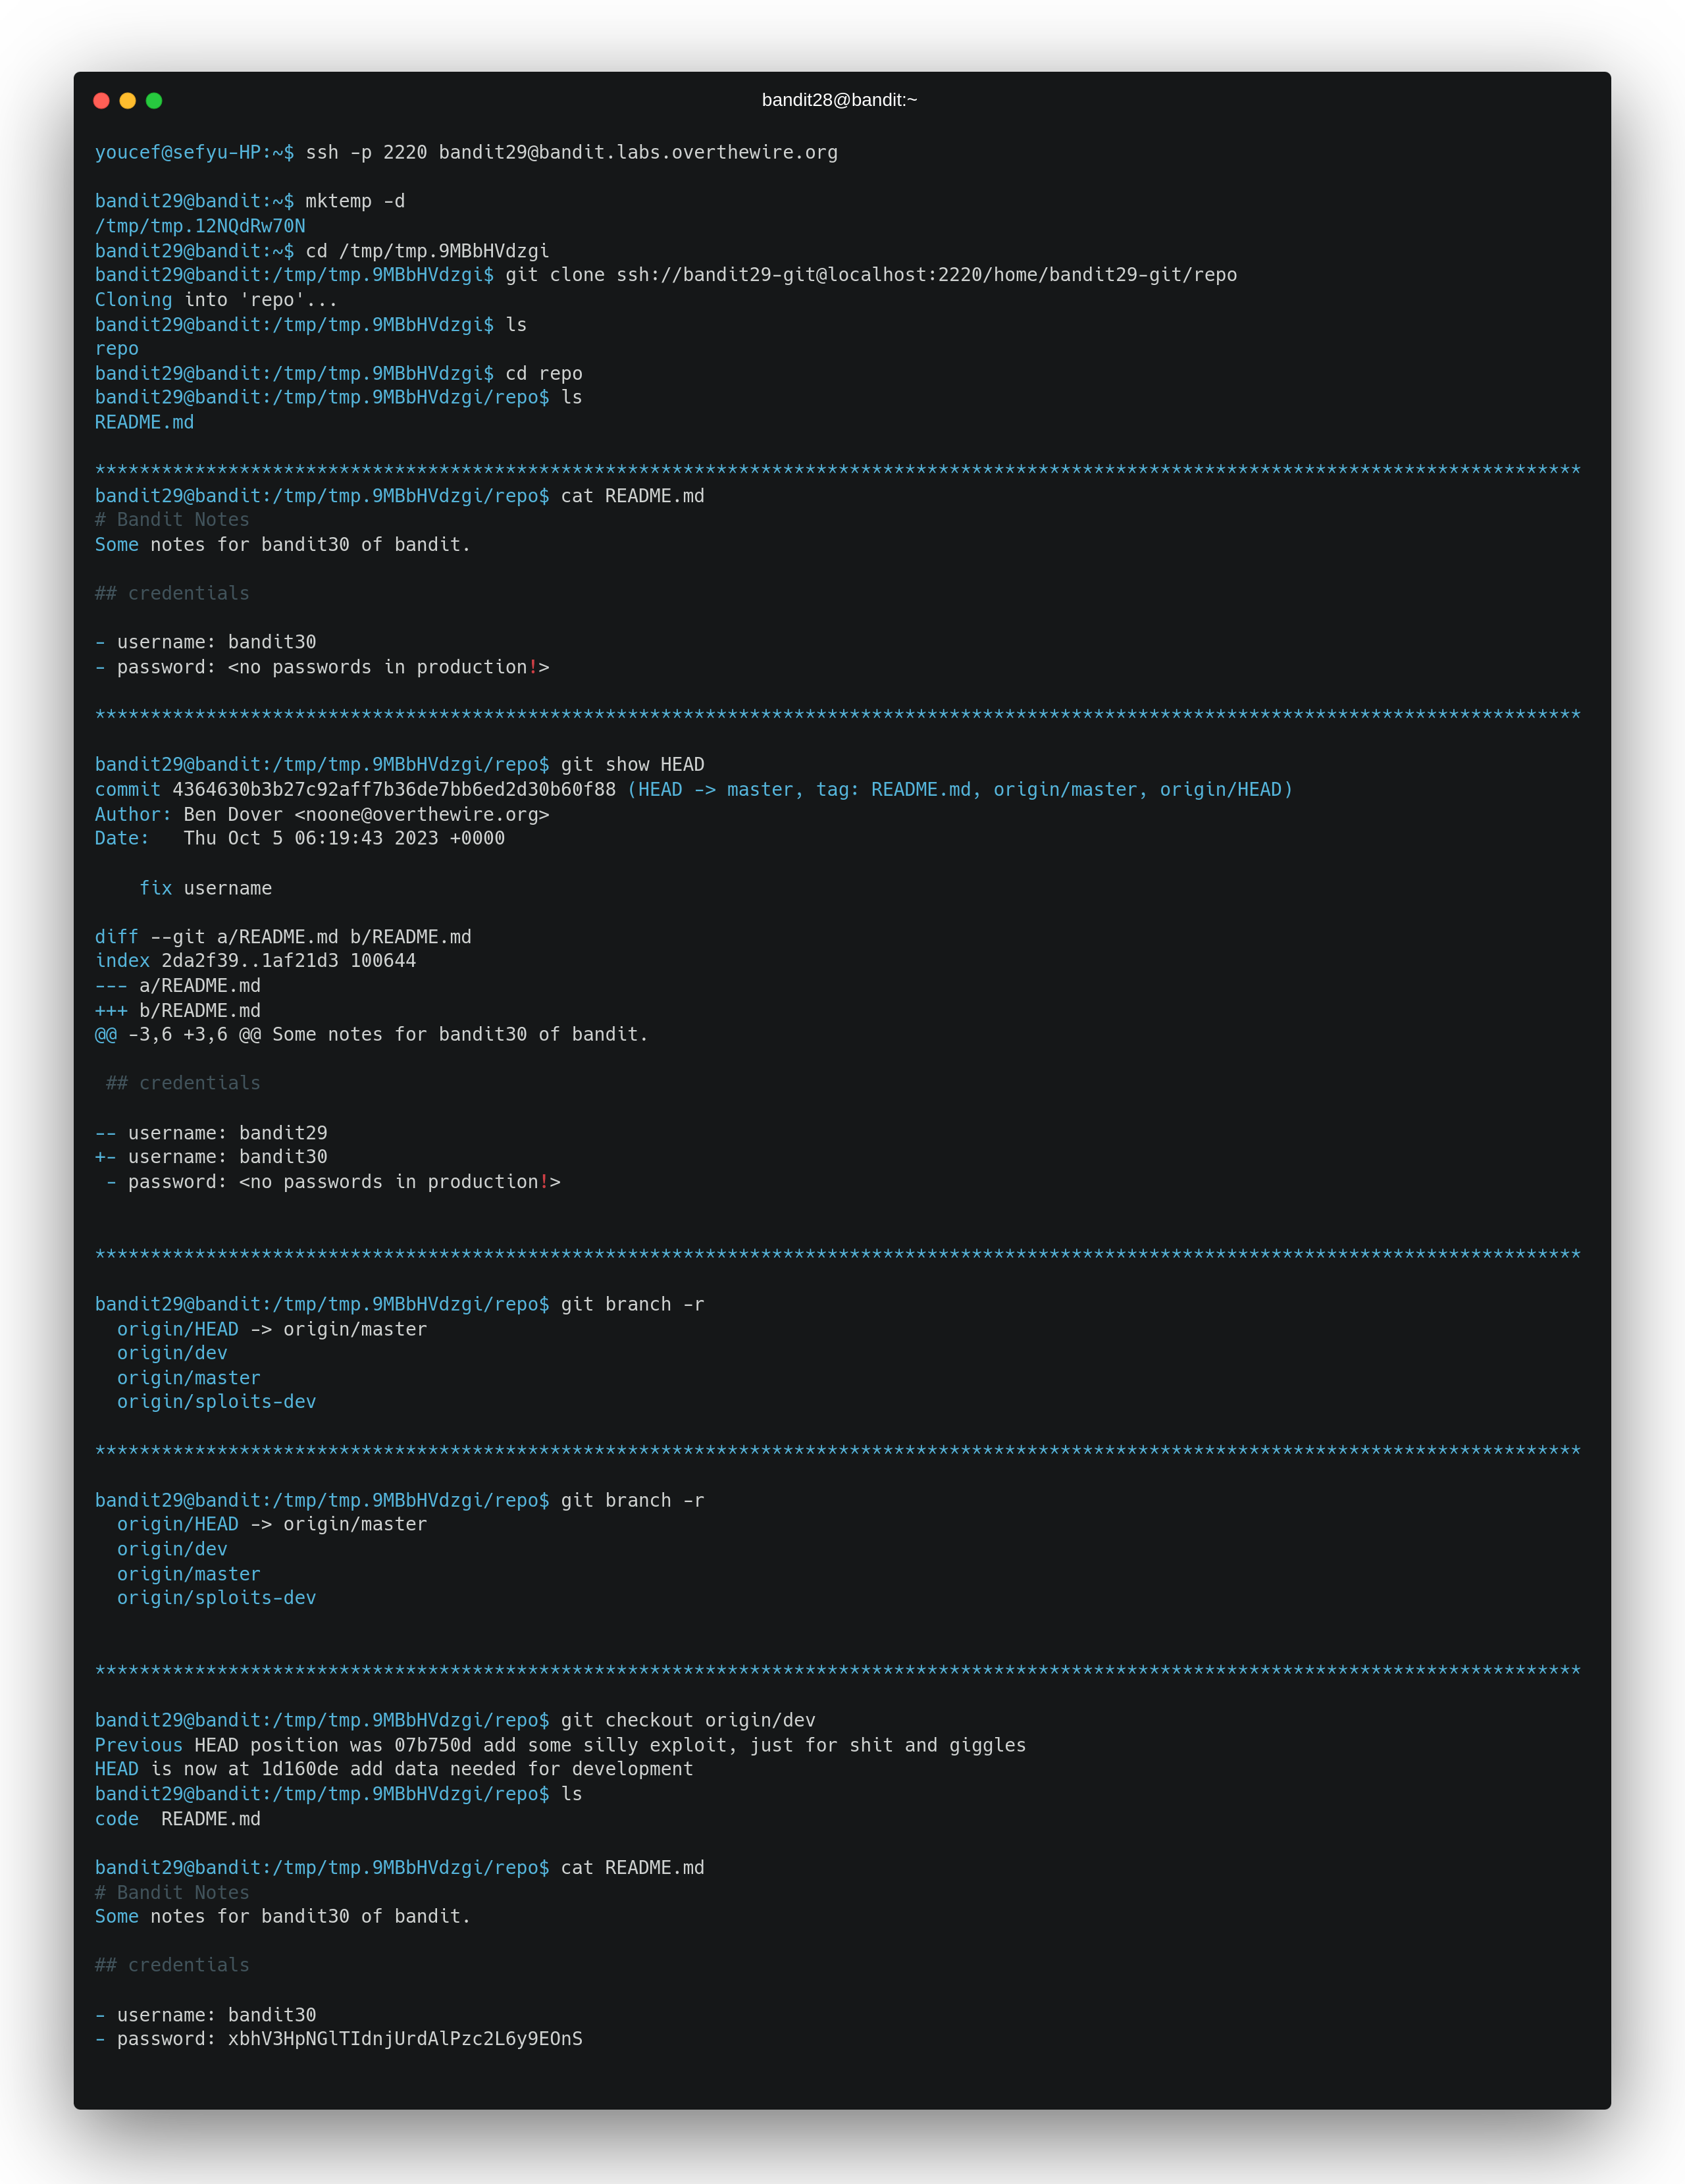 bandit28@bandit:~
youcef@sefyu-HP:~$ ssh -p 2220 bandit29@bandit.labs.overthewire.org
bandit29@bandit:~$ mktemp -d
/tmp/tmp.12NQdRw70N
bandit29@bandit:~$ cd /tmp/tmp.9MBbHVdzgi
bandit29@bandit:/tmp/tmp.9MBbHVdzgi$ git clone ssh://bandit29-git@localhost:2220/home/bandit29-git/repo
Cloning into 'repo'...
bandit29@bandit:/tmp/tmp.9MBbHVdzgi$ ls
repo
bandit29@bandit:/tmp/tmp.9MBbHVdzgi$ cd repo
bandit29@bandit:/tmp/tmp.9MBbHVdzgi/repo$ ls
README.md
**************************************************************************************************************************************
bandit29@bandit:/tmp/tmp.9MBbHVdzgi/repo$ cat README.md
# Bandit Notes
Some notes for bandit30 of bandit.
## credentials
- username: bandit30
- password: <no passwords in production!>
**************************************************************************************************************************************
bandit29@bandit:/tmp/tmp.9MBbHVdzgi/repo$ git show HEAD
commit 4364630b3b27c92aff7b36de7bb6ed2d30b60f88 (HEAD -> master, tag: README.md, origin/master, origin/HEAD)
Author: Ben Dover <noone@overthewire.org>
Date:   Thu Oct 5 06:19:43 2023 +0000
    fix username
diff --git a/README.md b/README.md
index 2da2f39..1af21d3 100644
--- a/README.md
+++ b/README.md
@@ -3,6 +3,6 @@ Some notes for bandit30 of bandit.
 ## credentials
-- username: bandit29
+- username: bandit30
 - password: <no passwords in production!>
**************************************************************************************************************************************
bandit29@bandit:/tmp/tmp.9MBbHVdzgi/repo$ git branch -r
  origin/HEAD -> origin/master
  origin/dev
  origin/master
  origin/sploits-dev
**************************************************************************************************************************************
bandit29@bandit:/tmp/tmp.9MBbHVdzgi/repo$ git branch -r
  origin/HEAD -> origin/master
  origin/dev
  origin/master
  origin/sploits-dev
**************************************************************************************************************************************
bandit29@bandit:/tmp/tmp.9MBbHVdzgi/repo$ git checkout origin/dev
Previous HEAD position was 07b750d add some silly exploit, just for shit and giggles
HEAD is now at 1d160de add data needed for development
bandit29@bandit:/tmp/tmp.9MBbHVdzgi/repo$ ls
code  README.md
bandit29@bandit:/tmp/tmp.9MBbHVdzgi/repo$ cat README.md
# Bandit Notes
Some notes for bandit30 of bandit.
## credentials
- username: bandit30
- password: xbhV3HpNGlTIdnjUrdAlPzc2L6y9EOnS